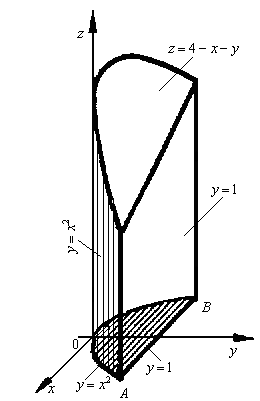 z
z = 4 − x − y
y = 1
y = x²
B
0
x
y = x²
A
y = 1
y